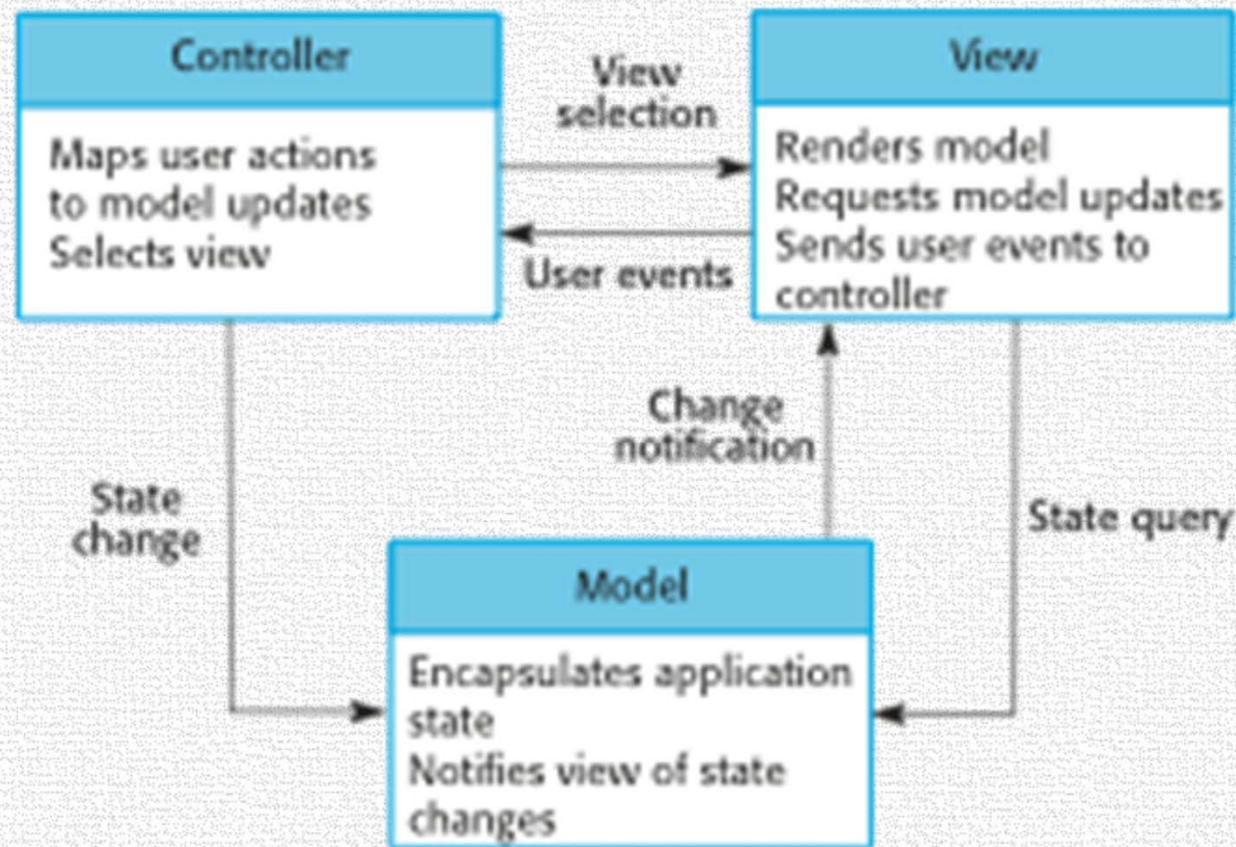 Controller
Maps user actions
to model updates
Selects view
View
selection
User events
View
Renders model
Requests model updates
Sends user events to
controller
State
change
Change
notification
State query
Model
Encapsulates application
state
Notifies view of state
changes